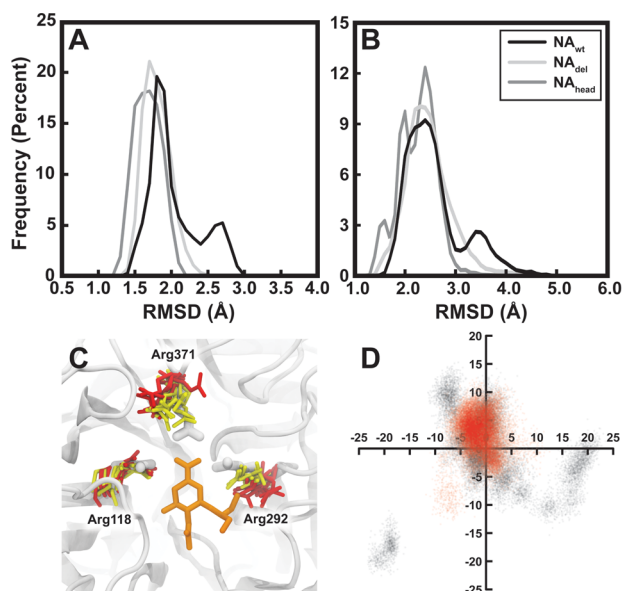 A
25
20
15
10
5
0
0.5 1.0 1.5 2.0 2.5 3.0 3.5 4.0
RMSD (Å)
Frequency (Percent)
B
15
12
9
6
3
0
1.0 2.0 3.0 4.0 5.0 6.0
RMSD (Å)
NAwt
NAdel
NAhead
C
Arg371
Arg118
Arg292
D
20
15
10
5
-25 -20 -15 -10 -5 5 10 15 20 25
-5
-10
-15
-20
-25